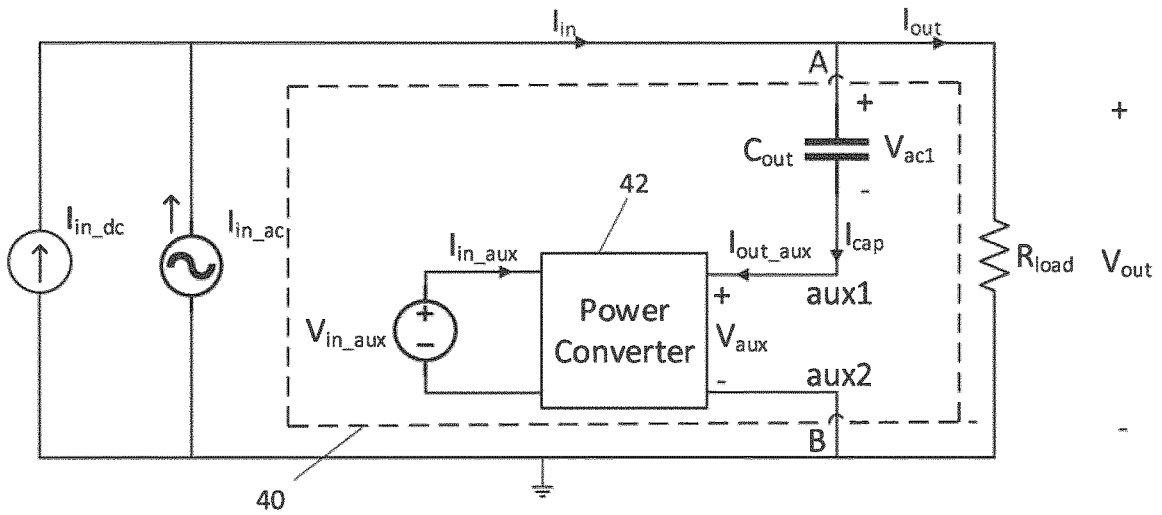 I_in
I_out
A
+
C_out
V_ac1
-
+
42
I_in_dc
I_in_ac
I_in_aux
I_out_aux
I_cap
R_load
V_out
+
-
V_in_aux
Power
Converter
+
V_aux
-
aux1
aux2
B
-
40